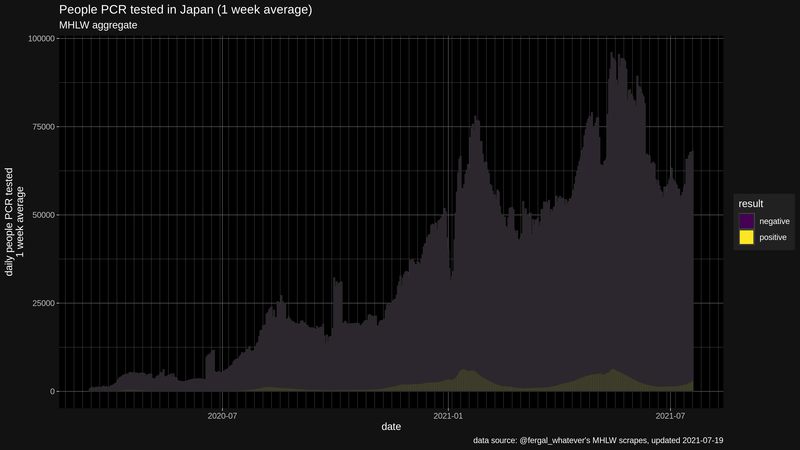 People PCR tested in Japan (1 week average)
MHLW aggregate
100000
75000
50000
25000
0
daily people PCR tested
1 week average
2020-07
2021-01
2021-07
date
result
negative
positive
data source: @fergal_whatever's MHLW scrapes, updated 2021-07-19